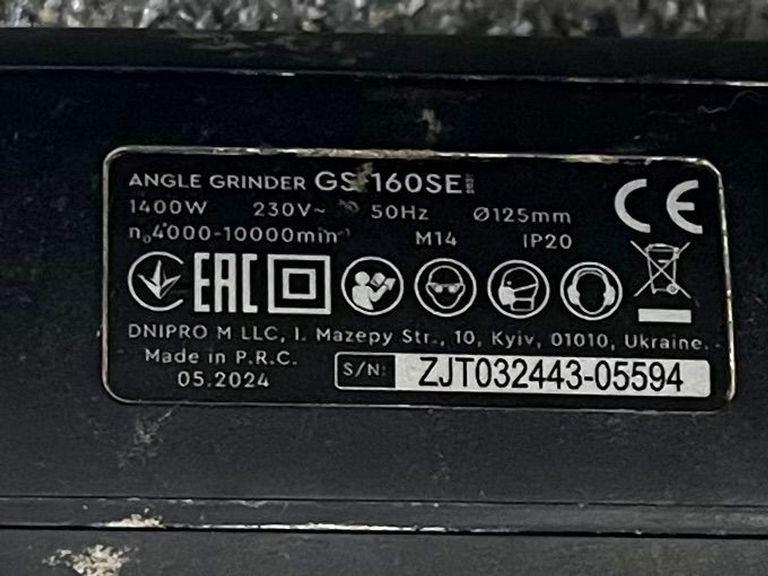 ANGLE GRINDER GS-160SE
1400W 230V~ 50Hz Ø125mm
n₀4000-10000min⁻¹ M14 IP20
CE
EAC
DNIPRO M LLC, I. Mazepy Str., 10, Kyiv, 01010, Ukraine.
Made in P.R.C.
05.2024
S/N: ZJT032443-05594